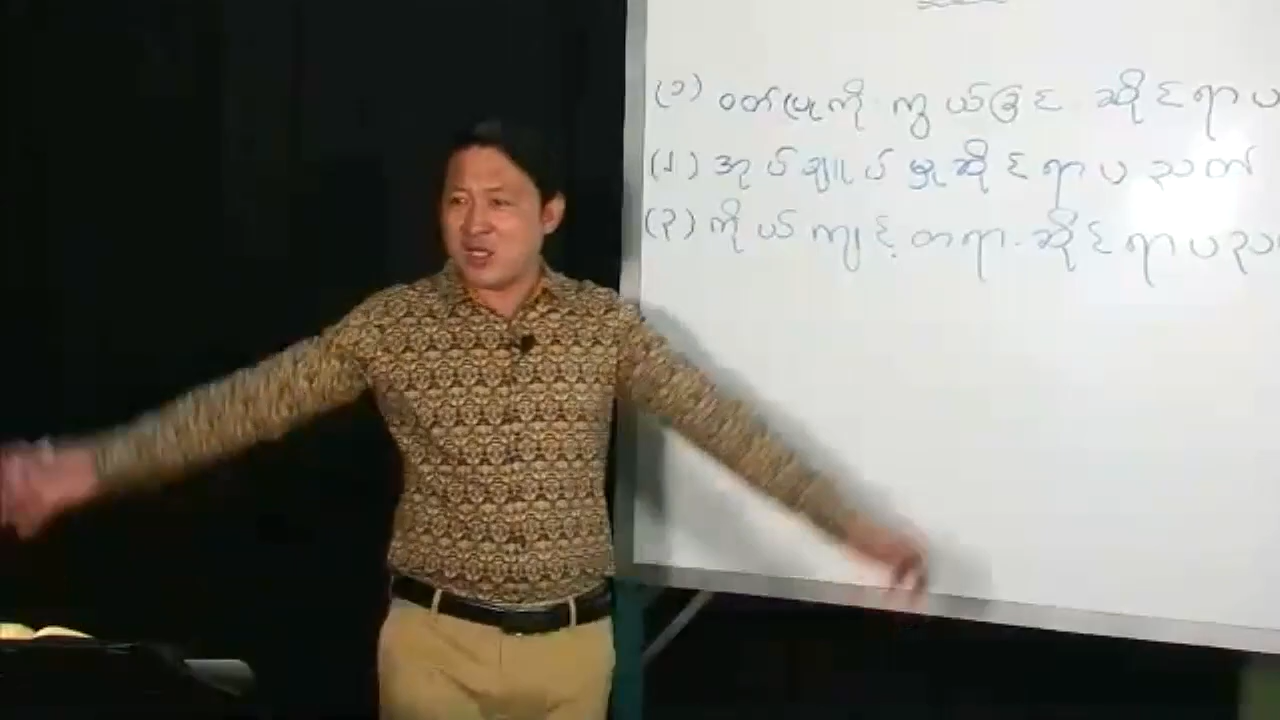 (၁) ဝတ်ပြုကိုးကွယ်ခြင်း ဆိုင်ရာ ပ
(၂) အုပ်ချုပ်မှုဆိုင်ရာပညတ်
(၃) ကိုယ်ကျင့်တရားဆိုင်ရာပညတ